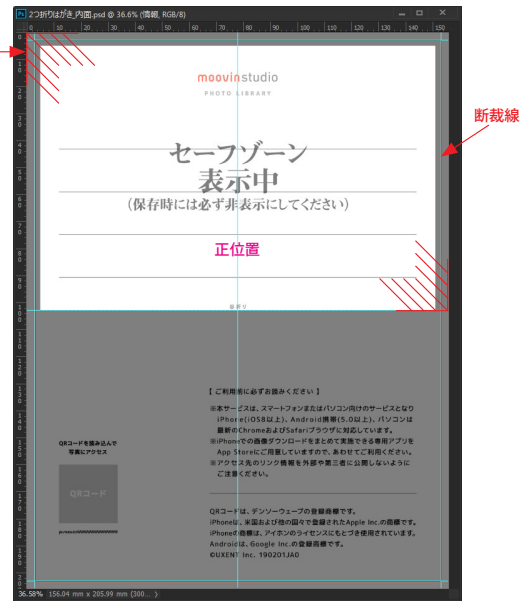 2つ折りはがき_内面.psd @ 36.6% (情報, RGB/8)
0 10 20 30 40 50 60 70 80 90 100 110 120 130 140 150
moovinstudio
PHOTO LIBRARY
断裁線
セーフゾーン
表示中
(保存時には必ず非表示にしてください)
正位置
【 ご利用前に必ずお読みください 】
※本サービスは、スマートフォンまたはパソコン向けのサービスとなり
iPhone(iOS8以上)、Android携帯(5.0以上)、パソコンは
最新のChromeおよびSafariブラウザに対応しています。
※iPhoneでの画像ダウンロードをまとめて実施できる専用アプリを
App Storeにご用意していますので、あわせてご利用ください。
※アクセス先のリンク情報を外部や第三者に公開しないように
ご注意ください。
QRコードを読み込んで
写真にアクセス
QRコード
QRコードは、デンソーウェーブの登録商標です。
iPhoneは、米国および他の国々で登録されたApple Inc.の商標です。
iPhoneの商標は、アイホンのライセンスにもとづき使用されています。
Androidは、Google Inc.の登録商標です。
©UXENT Inc. 190201JA0
36.58% 156.04 mm x 205.99 mm (300...